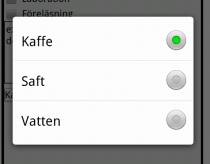 Laboration
Föreläsning
Kaffe
Saft
Vatten